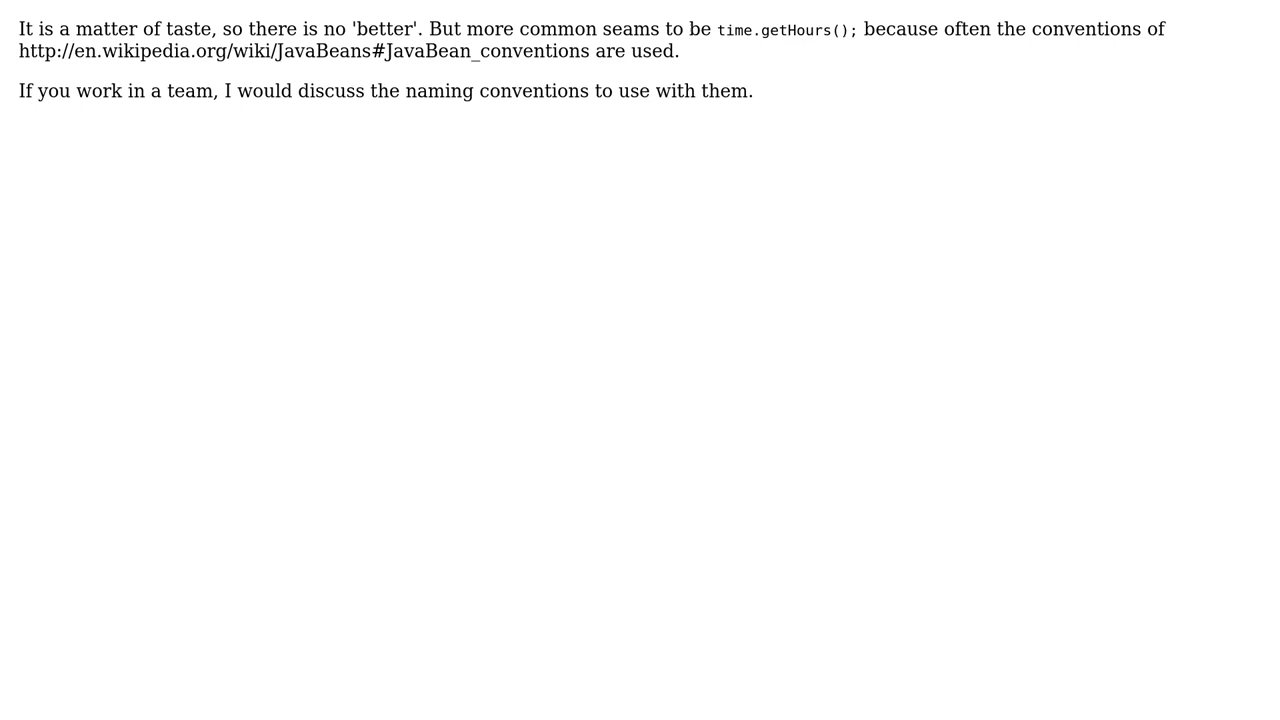 It is a matter of taste, so there is no 'better'. But more common seams to be time.getHours(); because often the conventions of
http://en.wikipedia.org/wiki/JavaBeans#JavaBean_conventions are used.
If you work in a team, I would discuss the naming conventions to use with them.